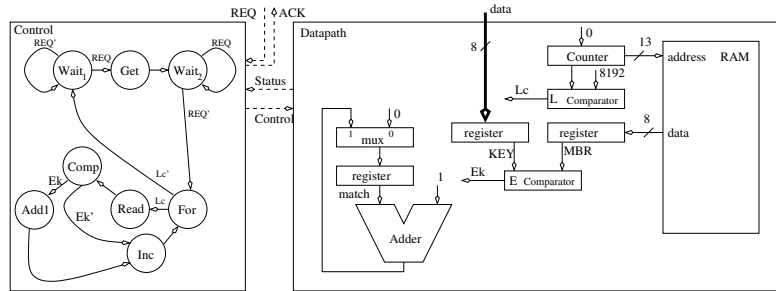 REQ ACK
data
Control
Datapath
REQ'
REQ
REQ
Wait1
Get
Wait2
Status
Control
REQ'
Lc'
Comp
Ek
Lc
Add1
Read
For
Ek'
Inc
8
0
Counter
13
address RAM
8192
Lc
L Comparator
0
1 0
mux
register
register
8
data
KEY
MBR
register
match
1
Ek
E Comparator
Adder